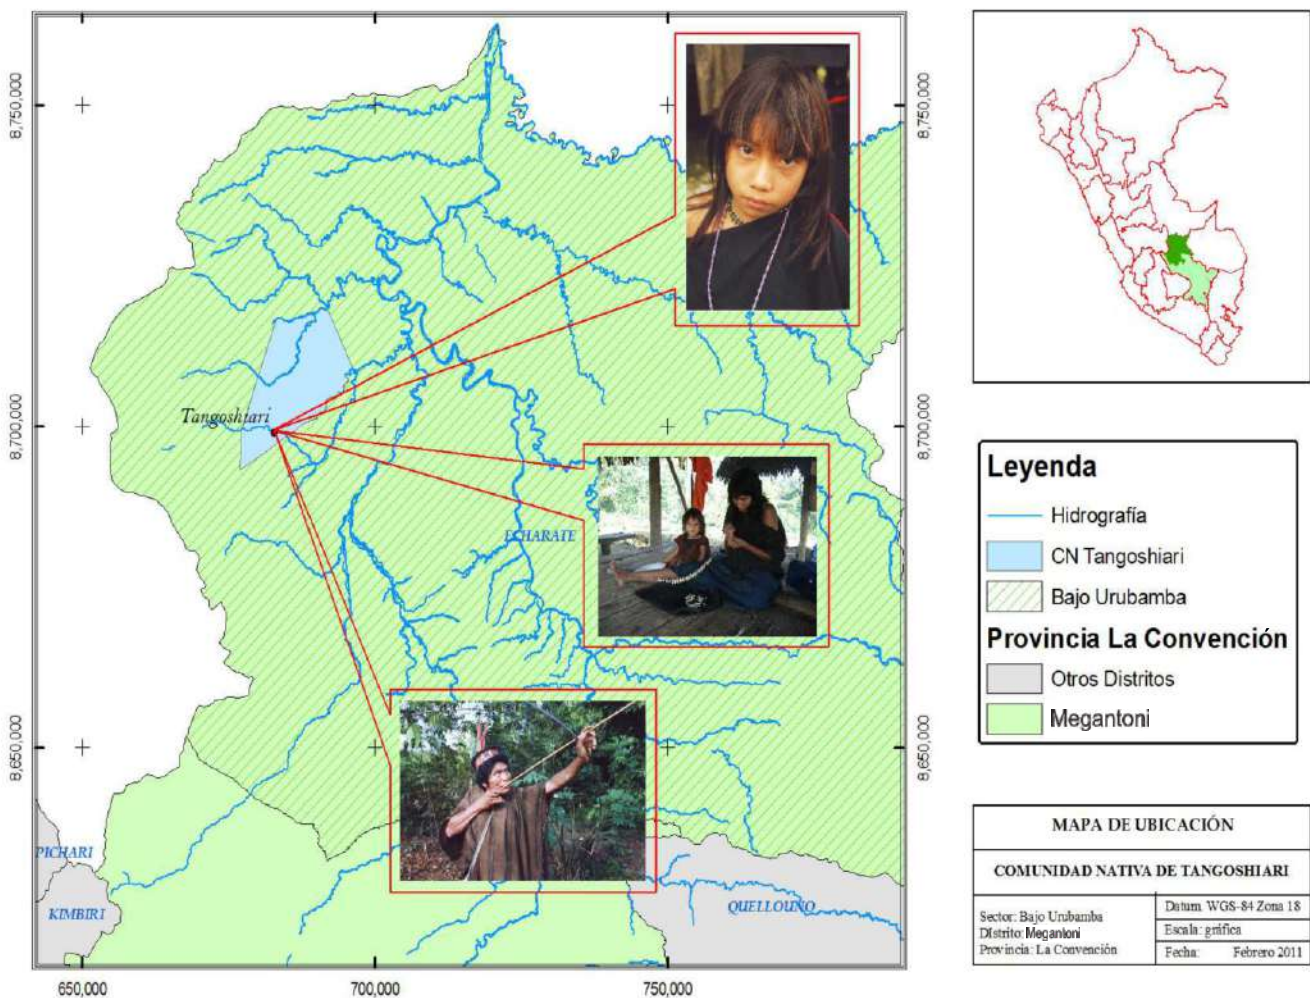 8,750,000
8,750,000
Tangoshiari
8,700,000
8,700,000
ECHARATE
8,650,000
8,650,000
PICHARI
KIMBIRI
QUELLOUNO
650,000
700,000
750,000
Leyenda
Hidrografía
CN Tangoshiari
Bajo Urubamba
Provincia La Convención
Otros Distritos
Megantoni
MAPA DE UBICACIÓN
COMUNIDAD NATIVA DE TANGOSHIARI
Sector: Bajo Urubamba
Distrito: Megantoni
Provincia: La Convención
Datum. WGS-84 Zona 18
Escala: gráfica
Fecha: Febrero 2011